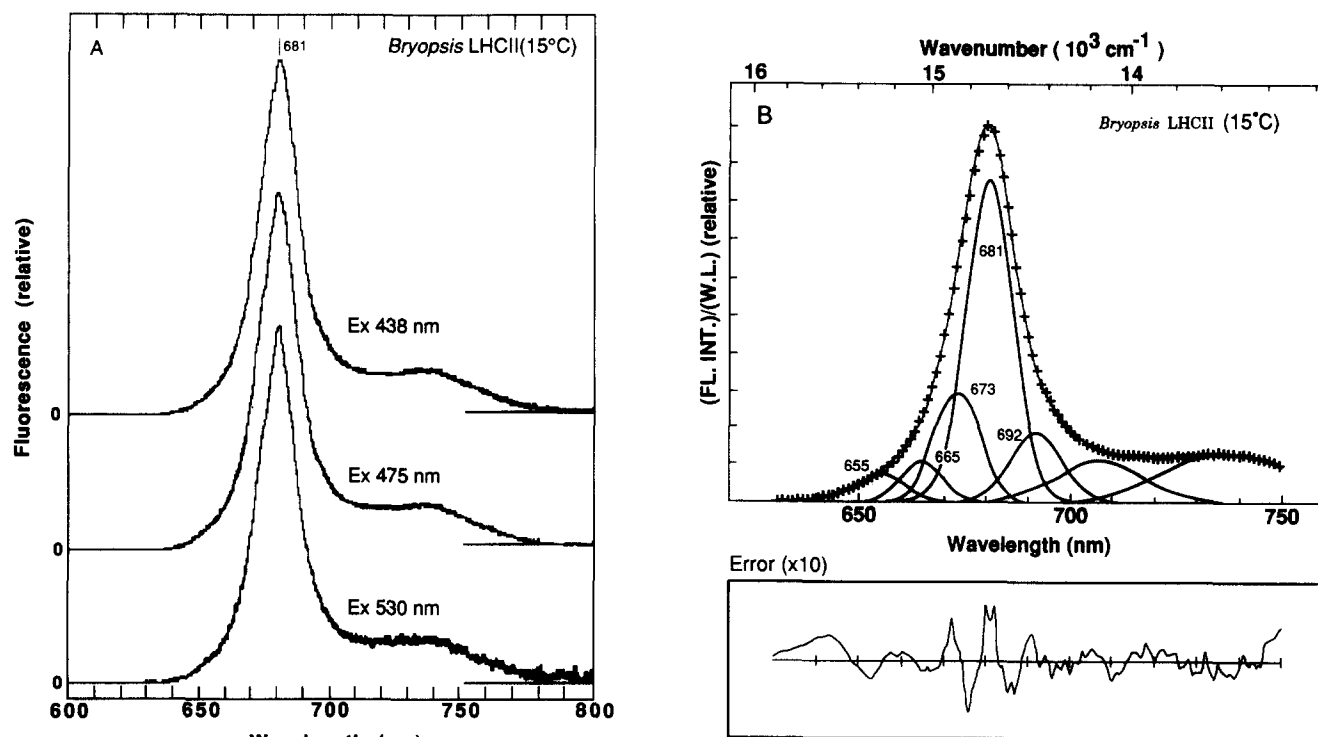 A
681
Bryopsis LHCII(15°C)
Fluorescence (relative)
Ex 438 nm
0
Ex 475 nm
0
Ex 530 nm
0
600 650 700 750 800
Wavenumber ( 10³ cm⁻¹ )
16 15 14
B
Bryopsis LHCII (15°C)
(FL. INT.)/(W.L.) (relative)
681
673
692
655
665
650 700 750
Wavelength (nm)
Error (x10)